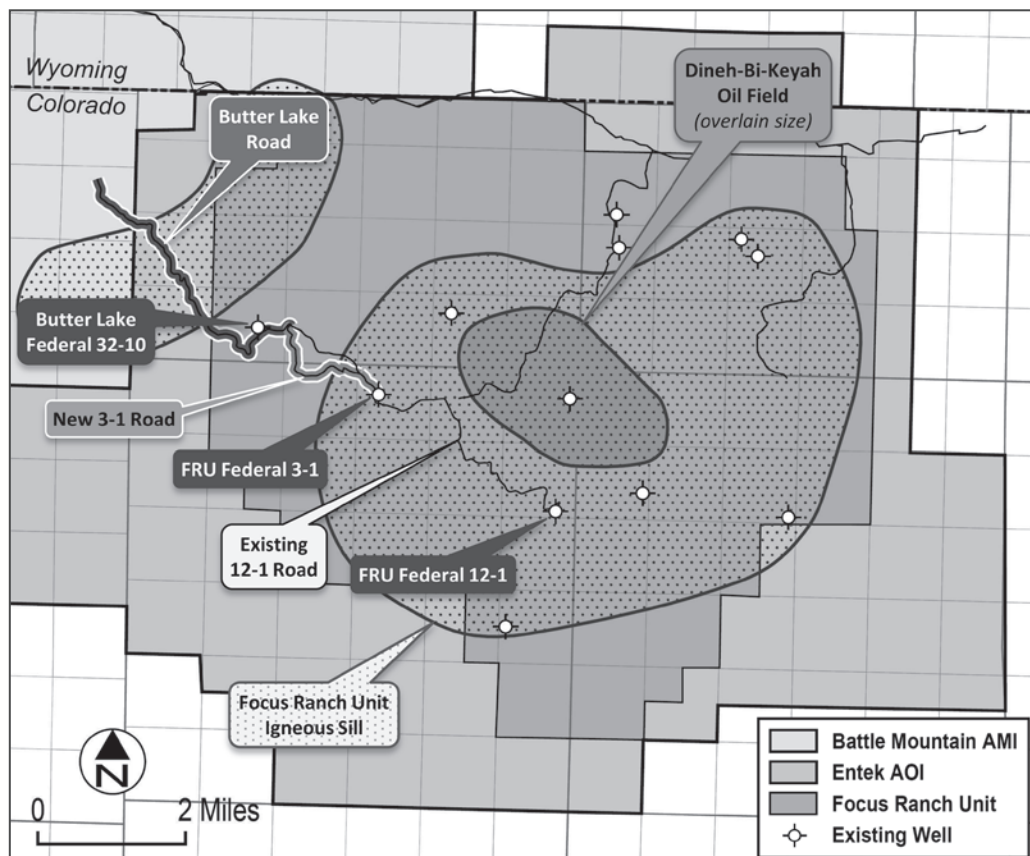 Wyoming
Colorado
Butter Lake
Road
Dineh-Bi-Keyah
Oil Field
(overlain size)
Butter Lake
Federal 32-10
New 3-1 Road
FRU Federal 3-1
Existing
12-1 Road
FRU Federal 12-1
Focus Ranch Unit
Igneous Sill
N
0 2 Miles
Battle Mountain AMI
Entek AOI
Focus Ranch Unit
Existing Well